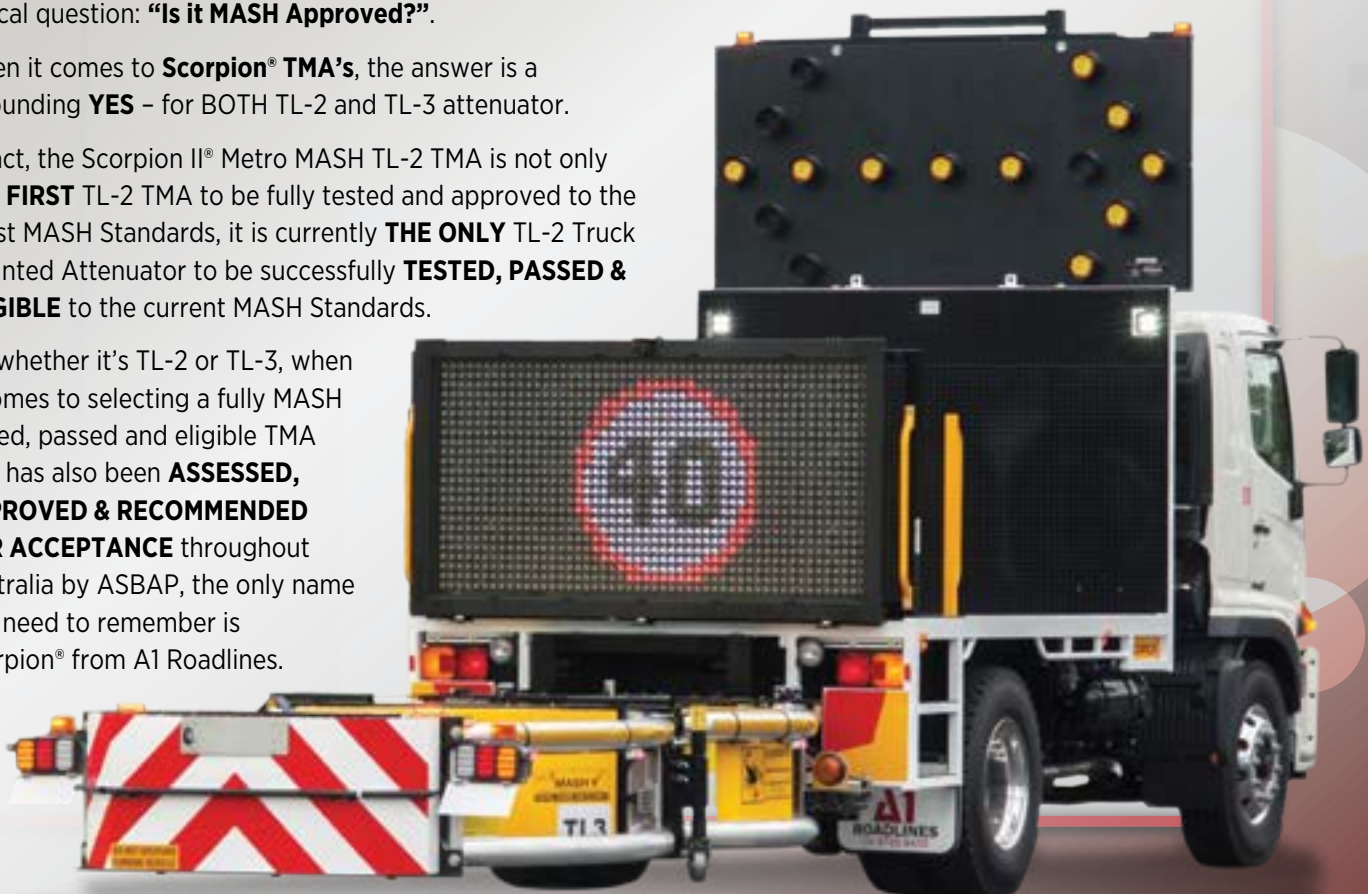 cal question: “Is it MASH Approved?”.
en it comes to Scorpion® TMA's, the answer is a
ounding YES – for BOTH TL-2 and TL-3 attenuator.
act, the Scorpion II® Metro MASH TL-2 TMA is not only
FIRST TL-2 TMA to be fully tested and approved to the
st MASH Standards, it is currently THE ONLY TL-2 Truck
nted Attenuator to be successfully TESTED, PASSED &
GIBLE to the current MASH Standards.
whether it's TL-2 or TL-3, when
omes to selecting a fully MASH
ed, passed and eligible TMA
has also been ASSESSED,
PROVED & RECOMMENDED
R ACCEPTANCE throughout
tralia by ASBAP, the only name
need to remember is
rpion® from A1 Roadlines.
40
MASH
TL3
A1
ROADLINES